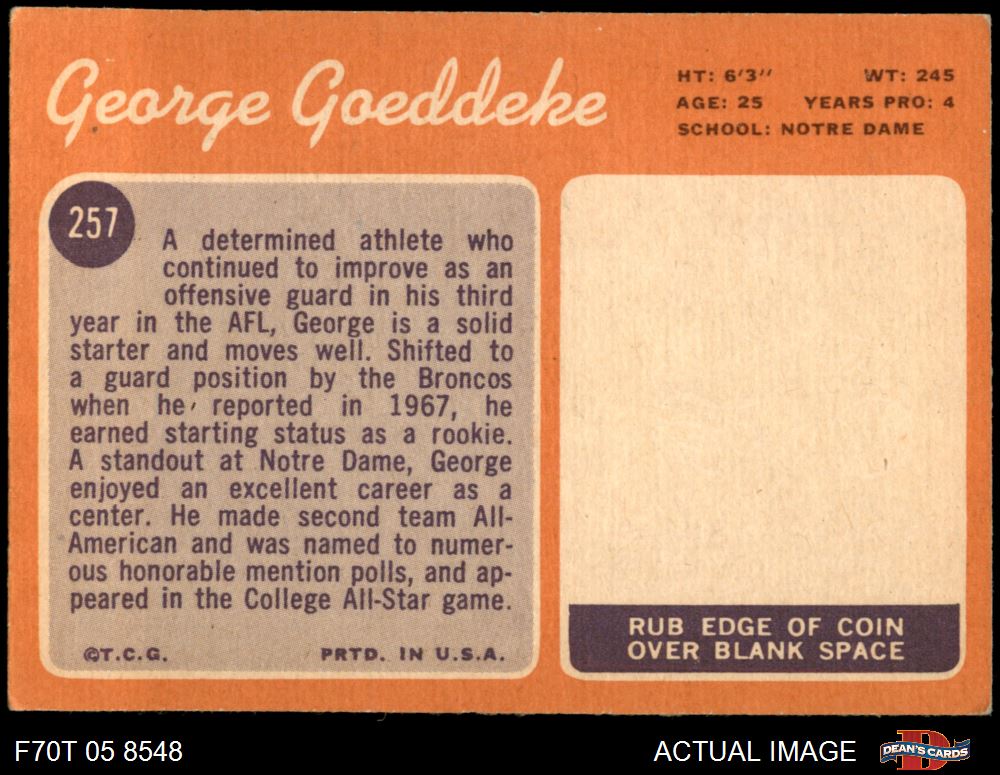 George Goeddeke
HT: 6'3" WT: 245
AGE: 25 YEARS PRO: 4
SCHOOL: NOTRE DAME
257
A determined athlete who
continued to improve as an
offensive guard in his third
year in the AFL, George is a solid
starter and moves well. Shifted to
a guard position by the Broncos
when he reported in 1967, he
earned starting status as a rookie.
A standout at Notre Dame, George
enjoyed an excellent career as a
center. He made second team All-
American and was named to numer-
ous honorable mention polls, and ap-
peared in the College All-Star game.
©T.C.G. PRTD. IN U.S.A.
RUB EDGE OF COIN
OVER BLANK SPACE
F70T 05 8548
ACTUAL IMAGE
D
DEAN'S CARDS